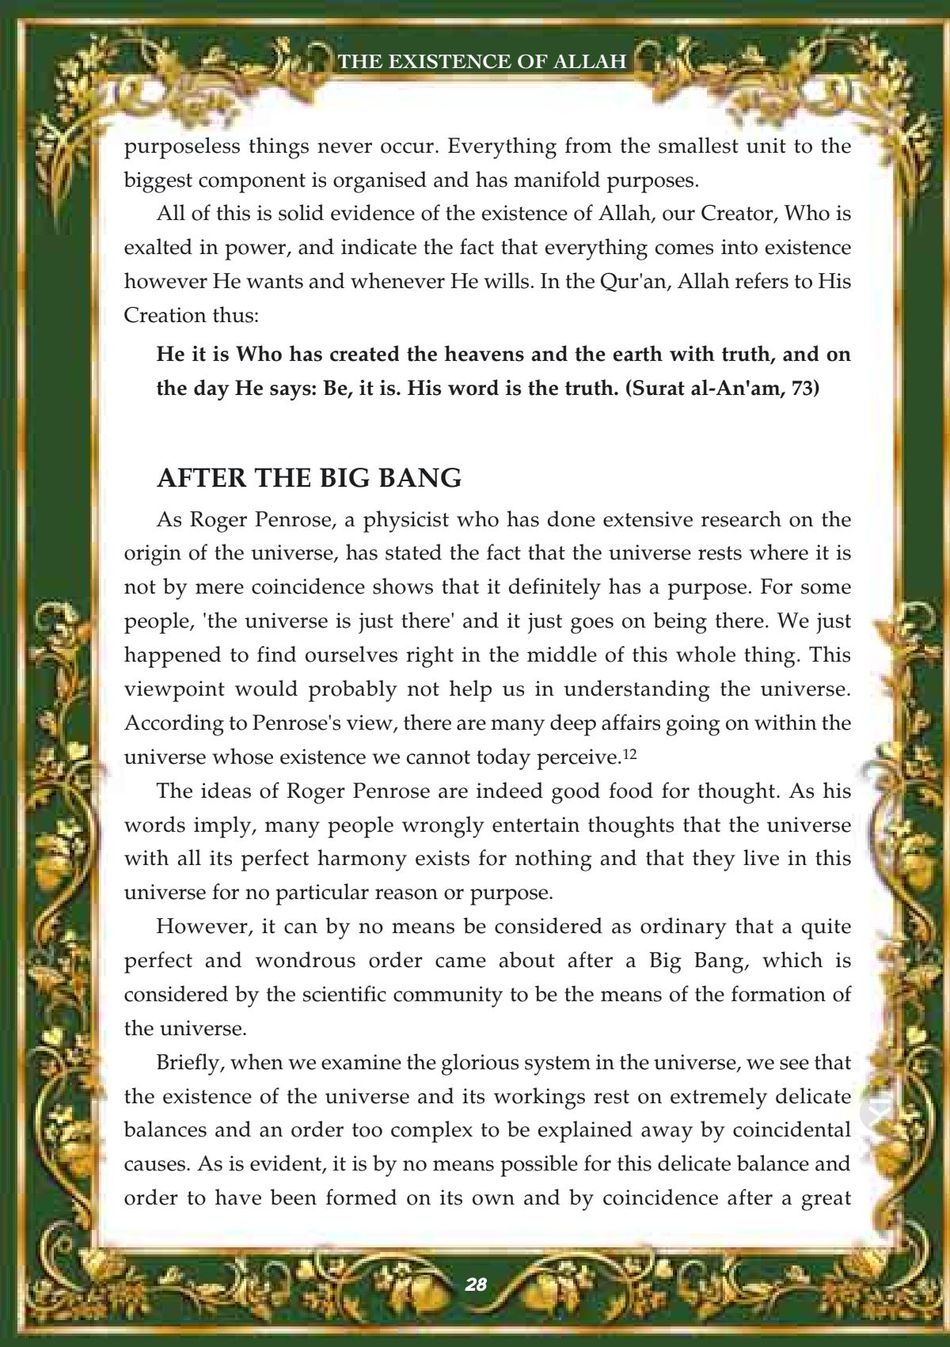 THE EXISTENCE OF ALLAH
purposeless things never occur. Everything from the smallest unit to the
biggest component is organised and has manifold purposes.
All of this is solid evidence of the existence of Allah, our Creator, Who is
exalted in power, and indicate the fact that everything comes into existence
however He wants and whenever He wills. In the Qur'an, Allah refers to His
Creation thus:
He it is Who has created the heavens and the earth with truth, and on
the day He says: Be, it is. His word is the truth. (Surat al-An'am, 73)
AFTER THE BIG BANG
As Roger Penrose, a physicist who has done extensive research on the
origin of the universe, has stated the fact that the universe rests where it is
not by mere coincidence shows that it definitely has a purpose. For some
people, 'the universe is just there' and it just goes on being there. We just
happened to find ourselves right in the middle of this whole thing. This
viewpoint would probably not help us in understanding the universe.
According to Penrose's view, there are many deep affairs going on within the
universe whose existence we cannot today perceive.12
The ideas of Roger Penrose are indeed good food for thought. As his
words imply, many people wrongly entertain thoughts that the universe
with all its perfect harmony exists for nothing and that they live in this
universe for no particular reason or purpose.
However, it can by no means be considered as ordinary that a quite
perfect and wondrous order came about after a Big Bang, which is
considered by the scientific community to be the means of the formation of
the universe.
Briefly, when we examine the glorious system in the universe, we see that
the existence of the universe and its workings rest on extremely delicate
balances and an order too complex to be explained away by coincidental
causes. As is evident, it is by no means possible for this delicate balance and
order to have been formed on its own and by coincidence after a great
28